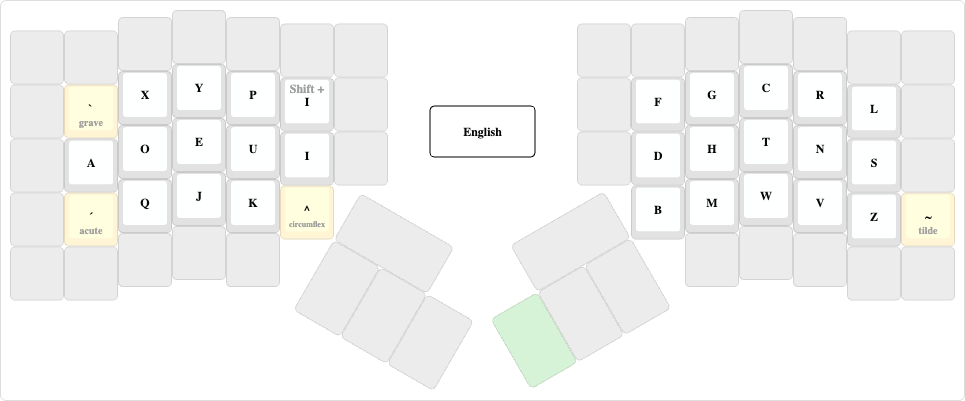 Y C
X P G R
Shift +
I
F L
`
grave
English
E T
O U H N
I D
A S
J W
Q K M V
^
circumflex
B
´
acute
Z
~
tilde